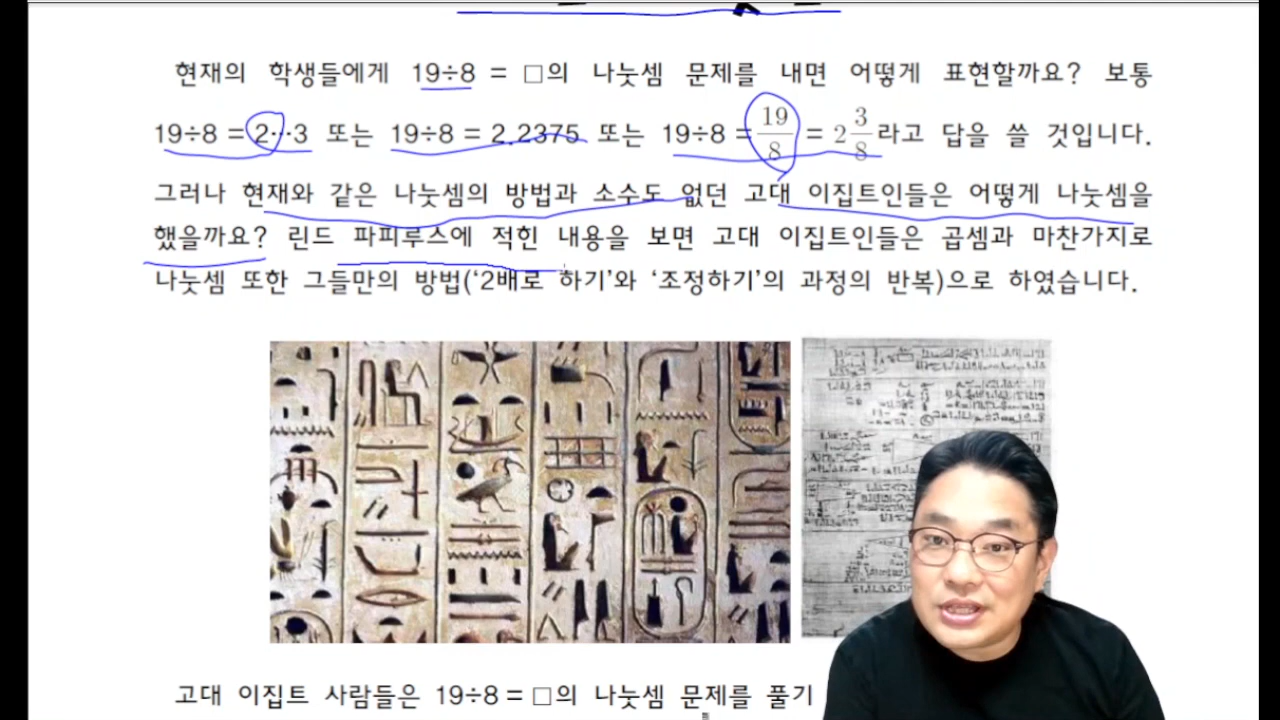 현재의 학생들에게 19÷8 = □의 나눗셈 문제를 내면 어떻게 표현할까요? 보통
19÷8 = 2⋯3 또는 19÷8 = 2.2375 또는 19÷8 = 19/8 = 2 3/8 라고 답을 쓸 것입니다.
그러나 현재와 같은 나눗셈의 방법과 소수도 없던 고대 이집트인들은 어떻게 나눗셈을
했을까요? 린드 파피루스에 적힌 내용을 보면 고대 이집트인들은 곱셈과 마찬가지로
나눗셈 또한 그들만의 방법(‘2배로 하기’와 ‘조정하기’의 과정의 반복)으로 하였습니다.
고대 이집트 사람들은 19÷8 = □의 나눗셈 문제를 풀기